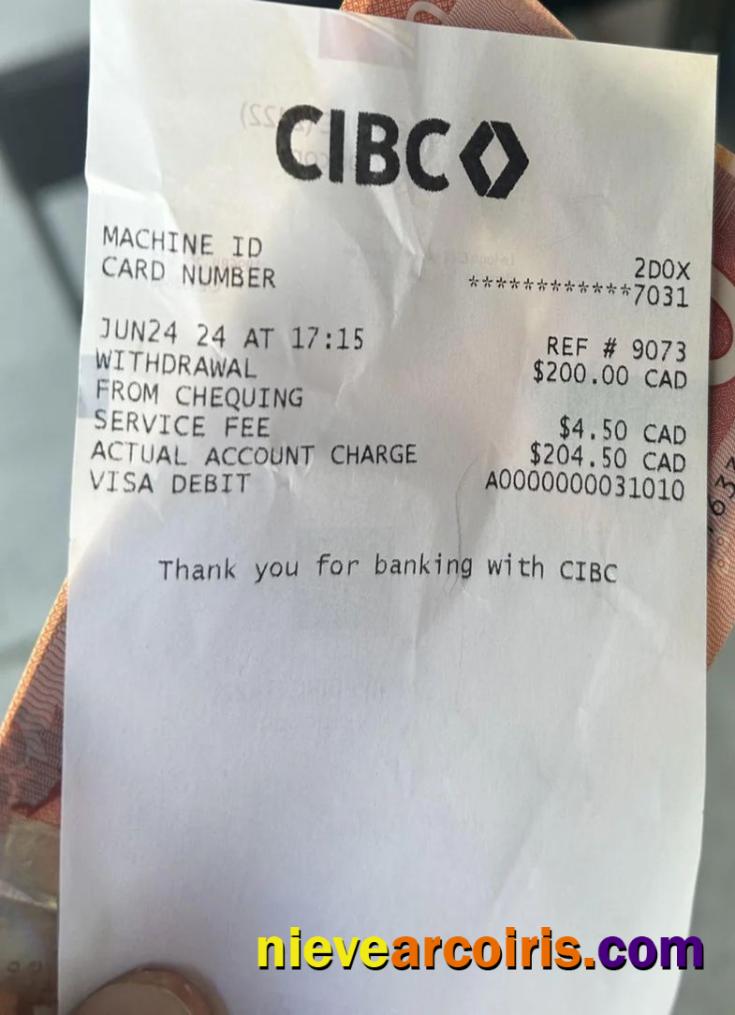 CIBC
MACHINE ID 2DOX
CARD NUMBER ************7031
JUN24 24 AT 17:15 REF # 9073
WITHDRAWAL $200.00 CAD
FROM CHEQUING
SERVICE FEE $4.50 CAD
ACTUAL ACCOUNT CHARGE $204.50 CAD
VISA DEBIT A0000000031010
Thank you for banking with CIBC
nievearcoiris.com